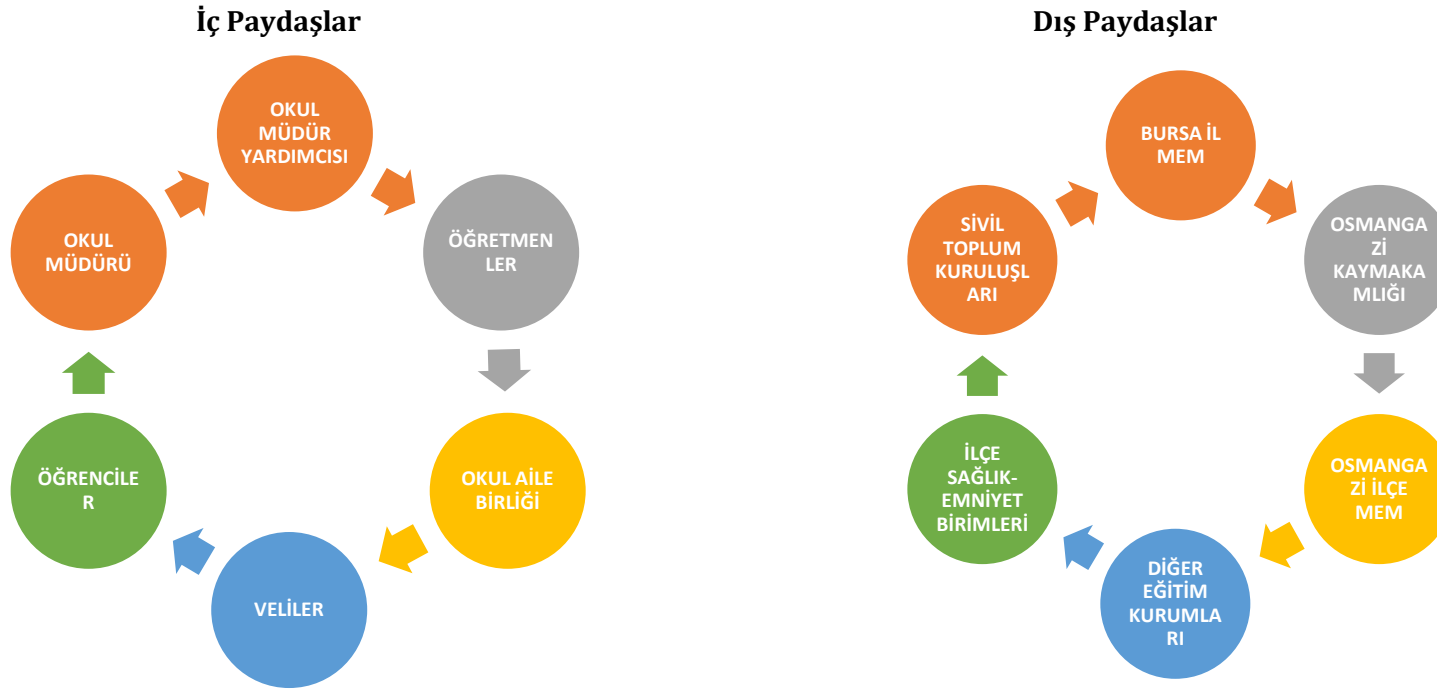 İç Paydaşlar
OKUL
MÜDÜR
YARDIMCISI
ÖĞRETMEN
LER
OKUL AİLE
BİRLİĞİ
VELİLER
ÖĞRENCİLE
R
OKUL
MÜDÜRÜ
Dış Paydaşlar
BURSA İL
MEM
OSMANGA
Zİ
KAYMAKA
MLIĞI
OSMANGA
Zİ İLÇE
MEM
DİĞER
EĞİTİM
KURUMLA
RI
İLÇE
SAĞLIK-
EMNİYET
BİRİMLERİ
SİVİL
TOPLUM
KURULUŞL
ARI